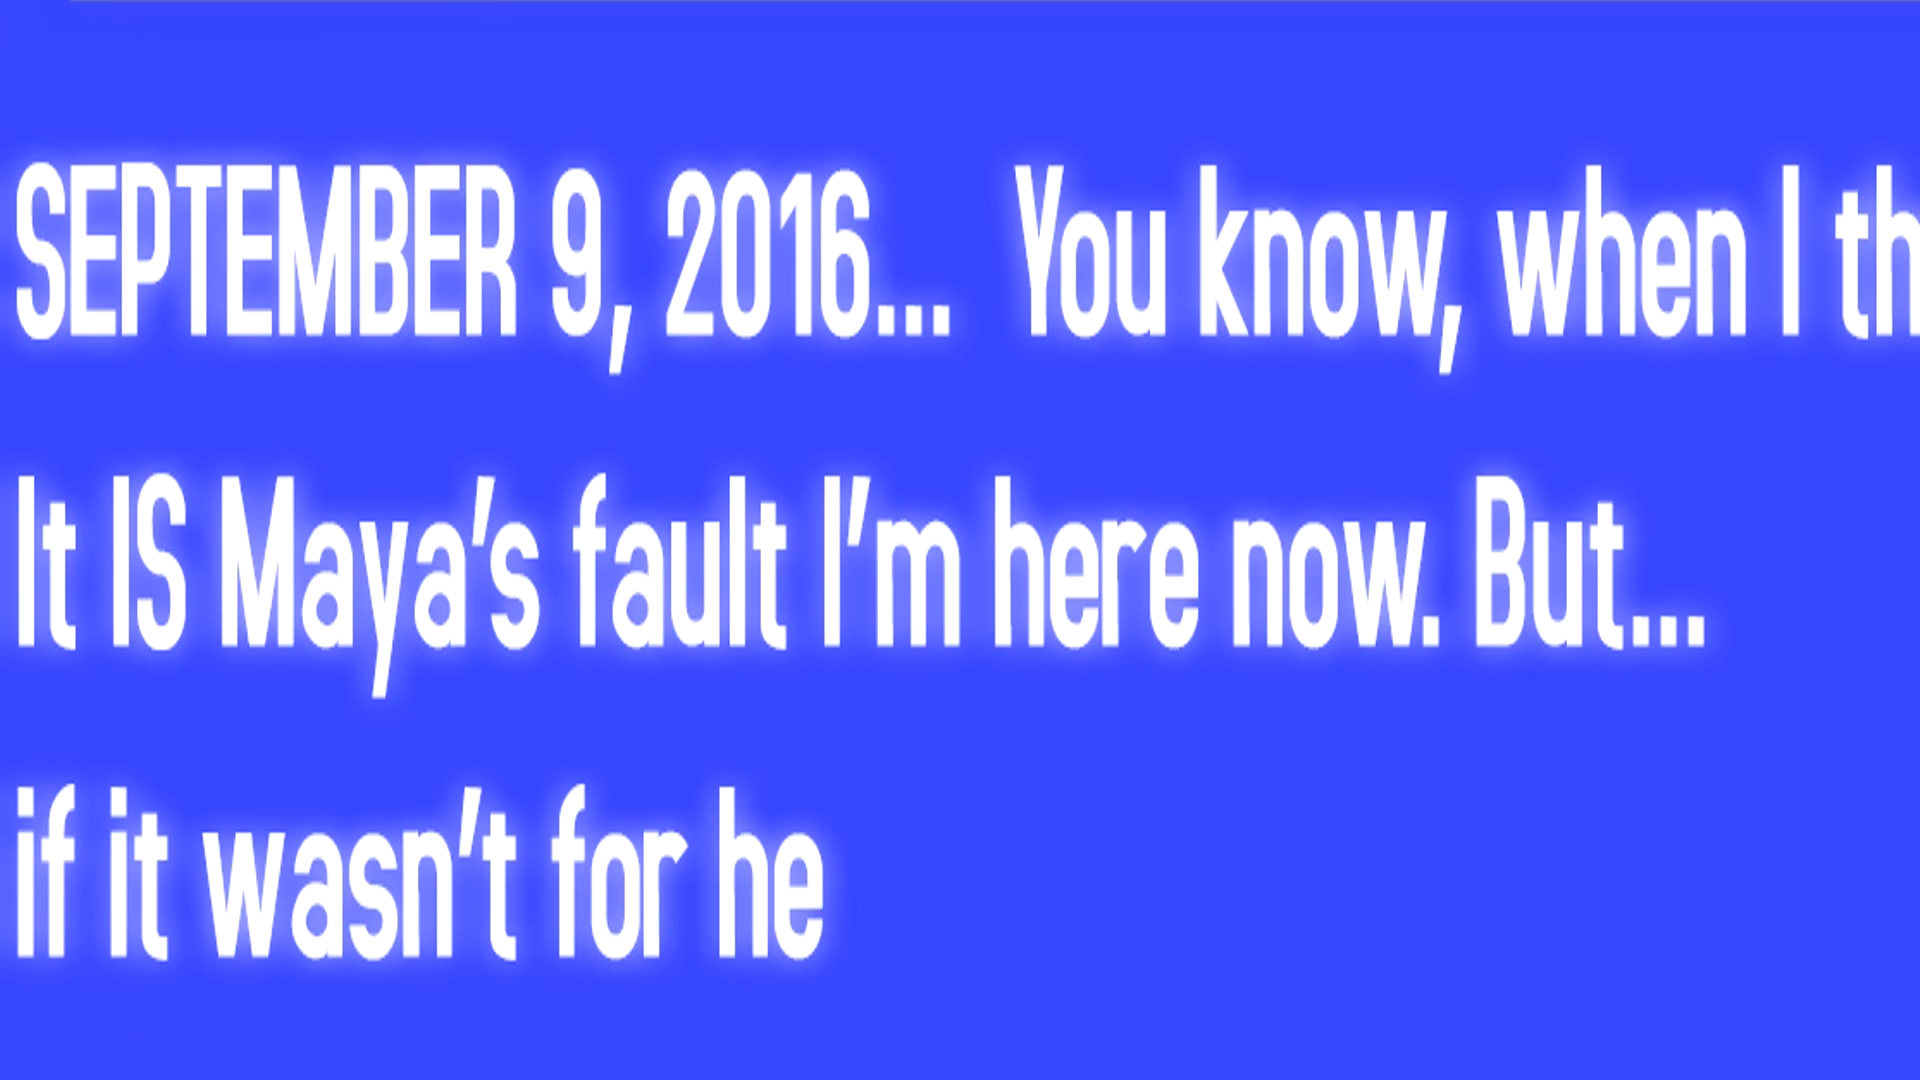 SEPTEMBER 9, 2016... You know, when I th
It IS Maya's fault I'm here now. But...
if it wasn't for he